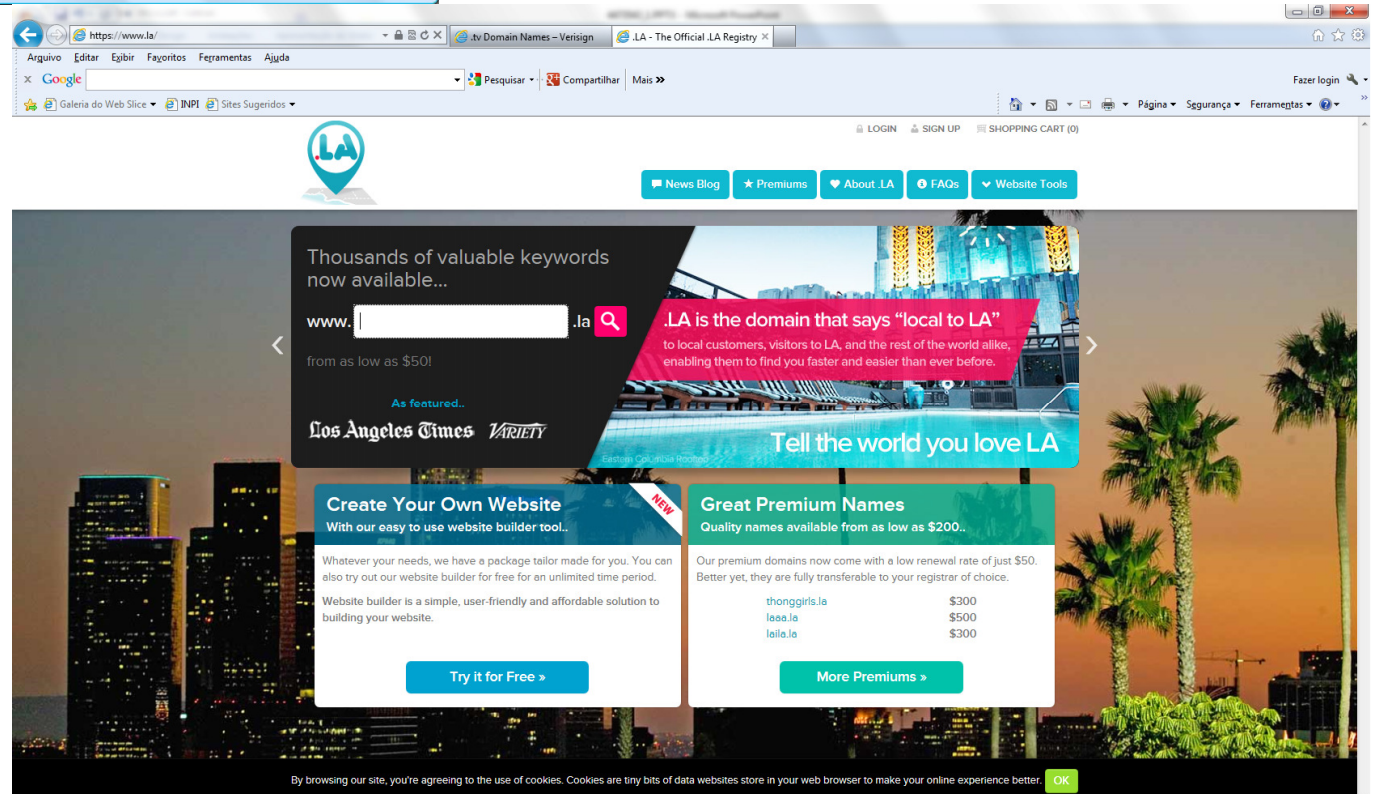 https://www.la/
.tv Domain Names – Verisign
.LA - The Official .LA Registry
Arquivo Editar Exibir Favoritos Ferramentas Ajuda
x Google
Pesquisar
Compartilhar
Mais »
Fazer login
Galeria do Web Slice
INPI
Sites Sugeridos
Página
Segurança
Ferramentas
.LA
LOGIN
SIGN UP
SHOPPING CART (0)
News Blog
Premiums
About .LA
FAQs
Website Tools
Thousands of valuable keywords
now available...
www.
.la
from as low as $50!
As featured..
Los Angeles Times VARIETY
.LA is the domain that says “local to LA”
to local customers, visitors to LA, and the rest of the world alike,
enabling them to find you faster and easier than ever before.
Eastern Columbia Rooftop
Tell the world you love LA
Create Your Own Website
With our easy to use website builder tool..
NEW
Whatever your needs, we have a package tailor made for you. You can
also try out our website builder for free for an unlimited time period.
Website builder is a simple, user-friendly and affordable solution to
building your website.
Try it for Free »
Great Premium Names
Quality names available from as low as $200..
Our premium domains now come with a low renewal rate of just $50.
Better yet, they are fully transferable to your registrar of choice.
thonggirls.la $300
laaa.la $500
laila.la $300
More Premiums »
By browsing our site, you're agreeing to the use of cookies. Cookies are tiny bits of data websites store in your web browser to make your online experience better.
OK